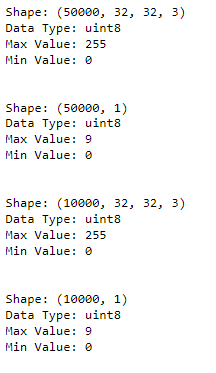 Shape: (50000, 32, 32, 3)
Data Type: uint8
Max Value: 255
Min Value: 0
Shape: (50000, 1)
Data Type: uint8
Max Value: 9
Min Value: 0
Shape: (10000, 32, 32, 3)
Data Type: uint8
Max Value: 255
Min Value: 0
Shape: (10000, 1)
Data Type: uint8
Max Value: 9
Min Value: 0